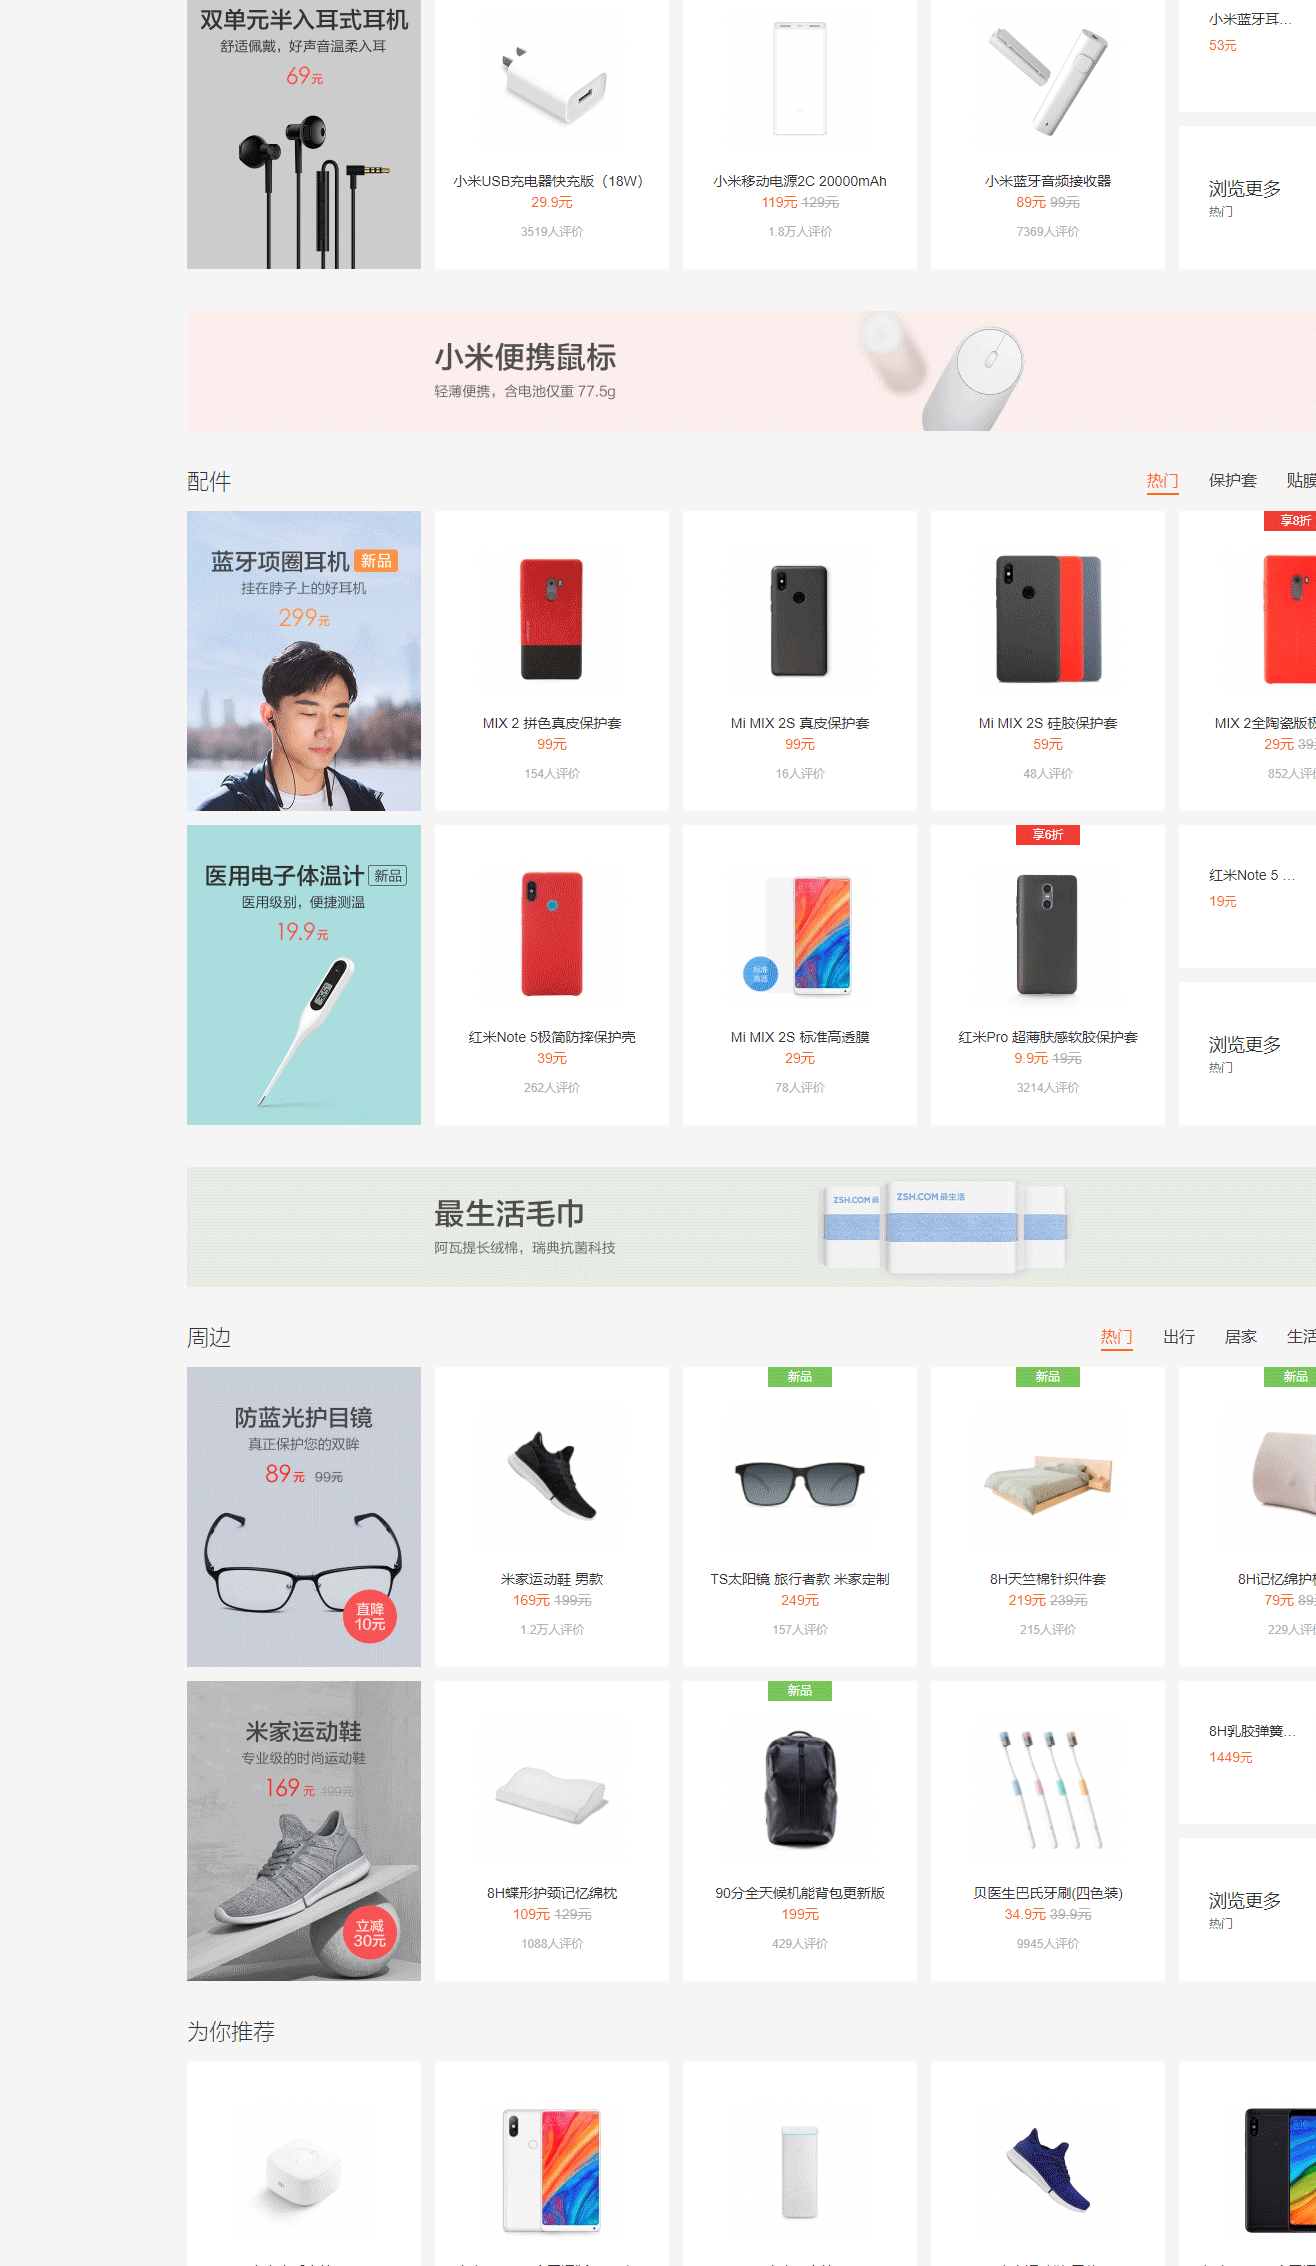 双单元半入耳式耳机
舒适佩戴，好声音温柔入耳
69元
小米USB充电器快充版（18W）
29.9元
3519人评价
小米移动电源2C 20000mAh
119元 129元
1.8万人评价
小米蓝牙音频接收器
89元 99元
7369人评价
小米蓝牙耳...
53元
浏览更多
热门
小米便携鼠标
轻薄便携，含电池仅重 77.5g
配件
热门 保护套 贴膜
蓝牙项圈耳机 新品
挂在脖子上的好耳机
299元
MIX 2 拼色真皮保护套
99元
154人评价
Mi MIX 2S 真皮保护套
99元
16人评价
Mi MIX 2S 硅胶保护套
59元
48人评价
享8折
MIX 2全陶瓷版极
29元 39
852人评
医用电子体温计 新品
医用级别，便捷测温
19.9元
红米Note 5极简防摔保护壳
39元
262人评价
标准
高透
Mi MIX 2S 标准高透膜
29元
78人评价
享6折
红米Pro 超薄肤感软胶保护套
9.9元 19元
3214人评价
红米Note 5 ...
19元
浏览更多
热门
最生活毛巾
阿瓦提长绒棉，瑞典抗菌科技
ZSH.COM 最
ZSH.COM 最生活
周边
热门 出行 居家 生活
防蓝光护目镜
真正保护您的双眸
89元 99元
直降
10元
米家运动鞋 男款
169元 199元
1.2万人评价
新品
TS太阳镜 旅行者款 米家定制
249元
157人评价
新品
8H天竺棉针织件套
219元 239元
215人评价
新品
8H记忆绵护
79元 89
229人评
米家运动鞋
专业级的时尚运动鞋
169元 199元
立减
30元
8H蝶形护颈记忆绵枕
109元 129元
1088人评价
新品
90分全天候机能背包更新版
199元
429人评价
贝医生巴氏牙刷(四色装)
34.9元 39.9元
9945人评价
8H乳胶弹簧...
1449元
浏览更多
热门
为你推荐